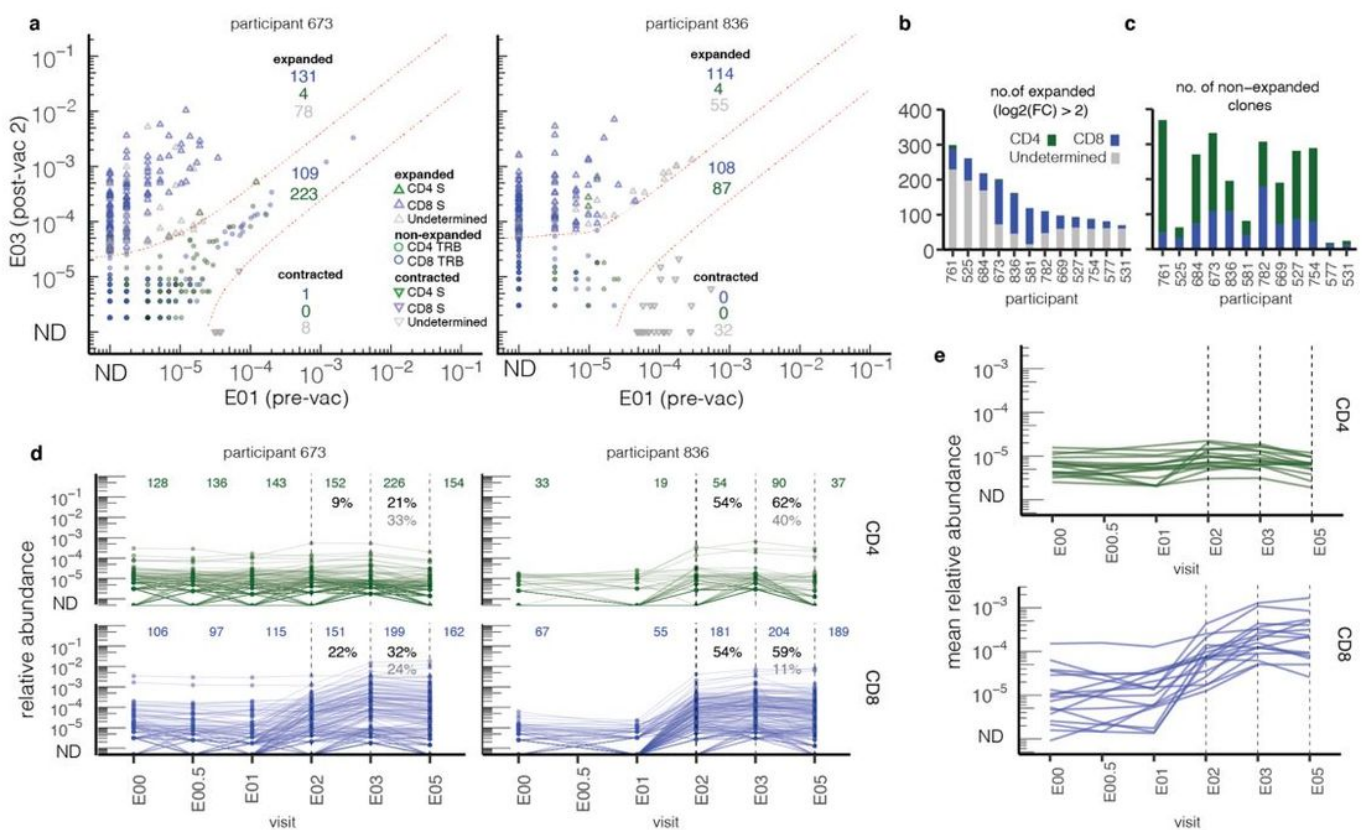 a
participant 673
participant 836
E03 (post-vac 2)
10⁻¹
10⁻²
10⁻³
10⁻⁴
10⁻⁵
ND
expanded
131
4
78
109
223
contracted
1
0
8
expanded
CD4 S
CD8 S
Undetermined
non-expanded
CD4 TRB
CD8 TRB
contracted
CD4 S
CD8 S
Undetermined
ND 10⁻⁵ 10⁻⁴ 10⁻³ 10⁻² 10⁻¹
E01 (pre-vac)
expanded
114
4
55
108
87
contracted
0
0
32
ND 10⁻⁵ 10⁻⁴ 10⁻³ 10⁻² 10⁻¹
E01 (pre-vac)
b
no.of expanded
(log2(FC) > 2)
CD4 CD8
Undetermined
400
300
200
100
0
761 525 684 673 836 581 782 669 527 754 577 531
participant
c
no. of non-expanded
clones
761 525 684 673 836 581 782 669 527 754 577 531
participant
d
participant 673
participant 836
relative abundance
10⁻¹
10⁻²
10⁻⁴
10⁻⁵
ND
128 136 143 152 226 154
9% 21%
33%
33 19 54 90 37
54% 62%
40%
CD4
10⁻¹
10⁻²
10⁻³
10⁻⁵
ND
106 97 115 151 199 162
22% 32%
24%
67 55 181 204 189
54% 59%
11%
CD8
E00 E00.5 E01 E02 E03 E05
visit
E00 E00.5 E01 E02 E03 E05
visit
e
mean relative abundance
10⁻³
10⁻⁴
10⁻⁵
ND
CD4
E00 E00.5 E01 E02 E03 E05
visit
10⁻³
10⁻⁴
10⁻⁵
ND
CD8
E00 E00.5 E01 E02 E03 E05
visit